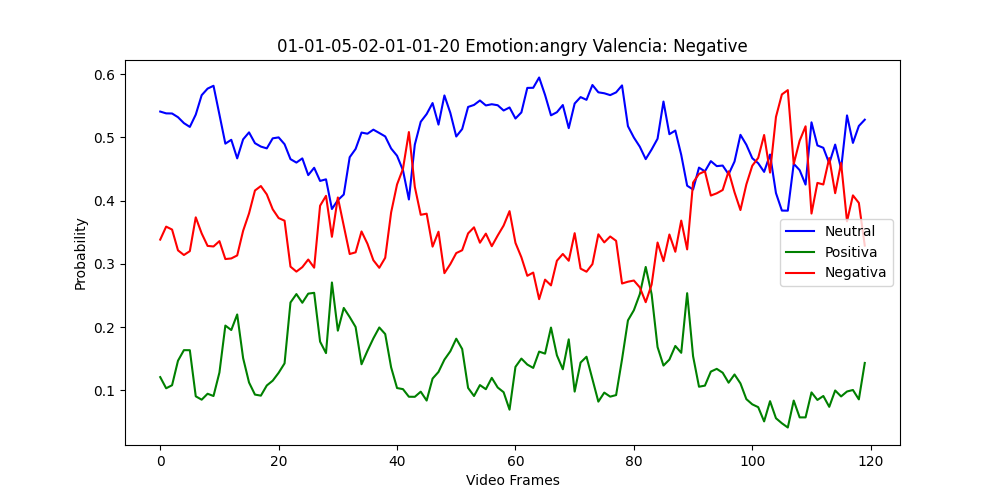 01-01-05-02-01-01-20 Emotion:angry Valencia: Negative
0.6
0.5
0.4
0.3
0.2
0.1
Probability
Neutral
Positiva
Negativa
0 20 40 60 80 100 120
Video Frames